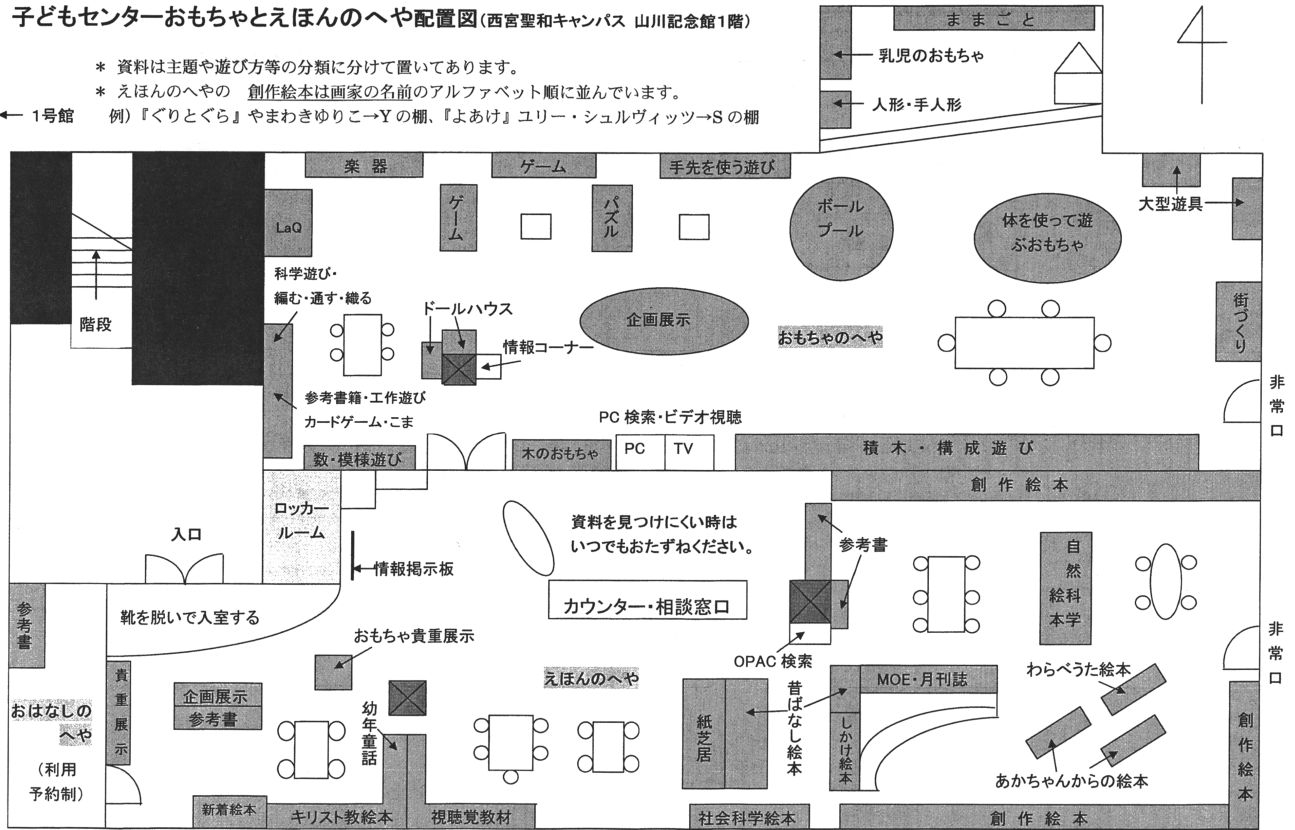 子どもセンターおもちゃとえほんのへや配置図(西宮聖和キャンパス 山川記念館1階)
* 資料は主題や遊び方等の分類に分けて置いてあります。
* えほんのへやの 創作絵本は画家の名前のアルファベット順に並んでいます。
← 1号館
例)『ぐりとぐら』やまわきゆりこ→Yの棚、『よあけ』ユリー・シュルヴィッツ→Sの棚
ままごと
乳児のおもちゃ
人形・手人形
楽器
ゲーム
手先を使う遊び
大型遊具
LaQ
ゲーム
パズル
ボール
プール
体を使って遊
ぶおもちゃ
階段
科学遊び・
編む・通す・織る
ドールハウス
情報コーナー
企画展示
おもちゃのへや
街づくり
参考書籍・工作遊び
カードゲーム・こま
非常口
PC検索・ビデオ視聴
数・模様遊び
木のおもちゃ
PC
TV
積木・構成遊び
創作絵本
ロッカー
ルーム
入口
情報掲示板
資料を見つけにくい時は
いつでもおたずねください。
参考書
自然科学
絵本
カウンター・相談窓口
参考書
靴を脱いで入室する
おもちゃ貴重展示
OPAC検索
非常口
えほんのへや
わらべうた絵本
貴重展示
企画展示
参考書
おはなしの
へや
(利用
予約制)
幼年童話
紙芝居
昔ばなし絵本
MOE・月刊誌
しかけ絵本
あかちゃんからの絵本
創作絵本
新着絵本
キリスト教絵本
視聴覚教材
社会科学絵本
創作絵本